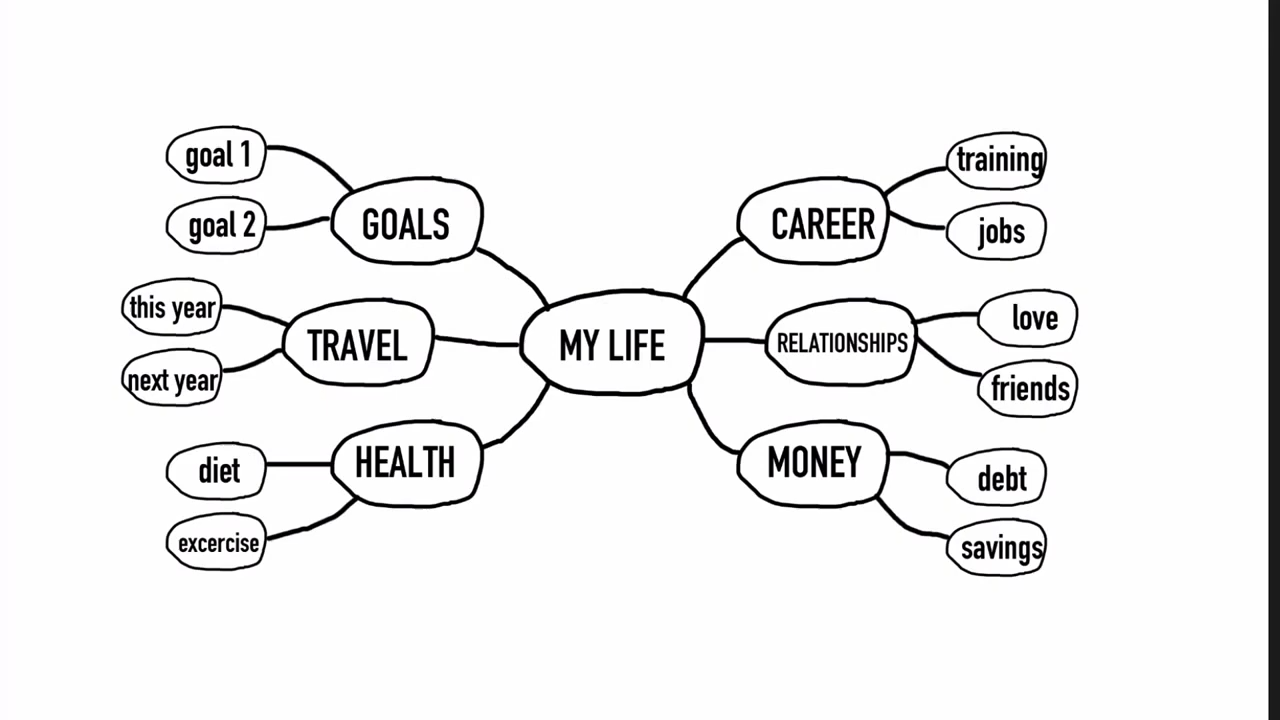 goal 1
goal 2
GOALS
this year
next year
TRAVEL
diet
excercise
HEALTH
MY LIFE
CAREER
training
jobs
RELATIONSHIPS
love
friends
MONEY
debt
savings